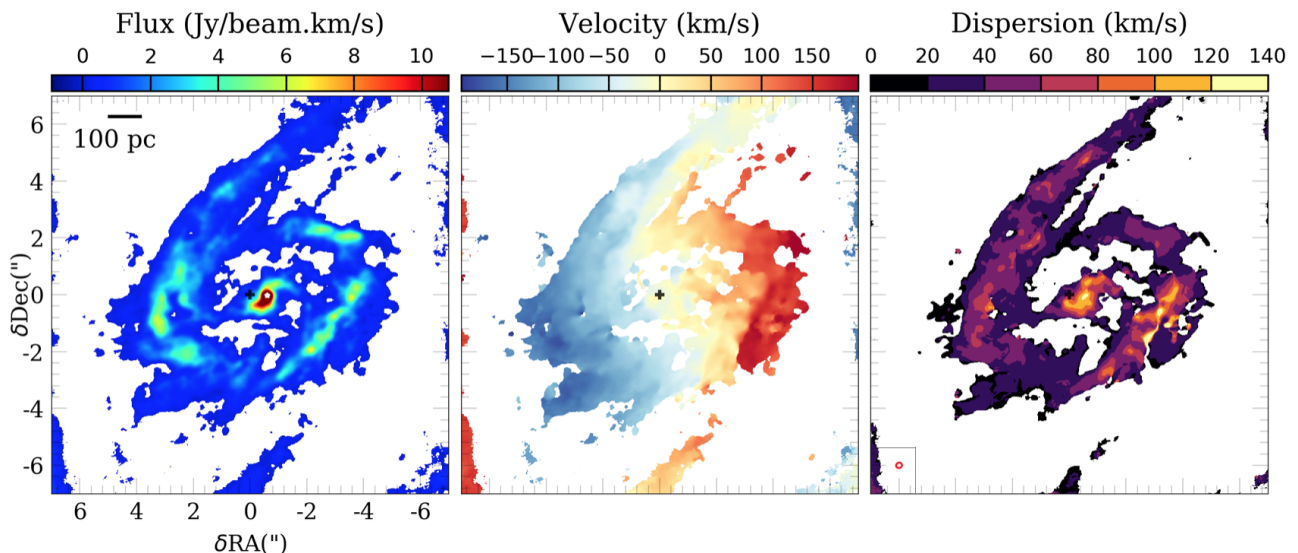 Flux (Jy/beam.km/s) Velocity (km/s) Dispersion (km/s)
0 2 4 6 8 10 −150 −100 −50 0 50 100 150 0 20 40 60 80 100 120 140
100 pc
6
4
2
0
-2
-4
-6
δDec(")
6 4 2 0 -2 -4 -6
δRA(")